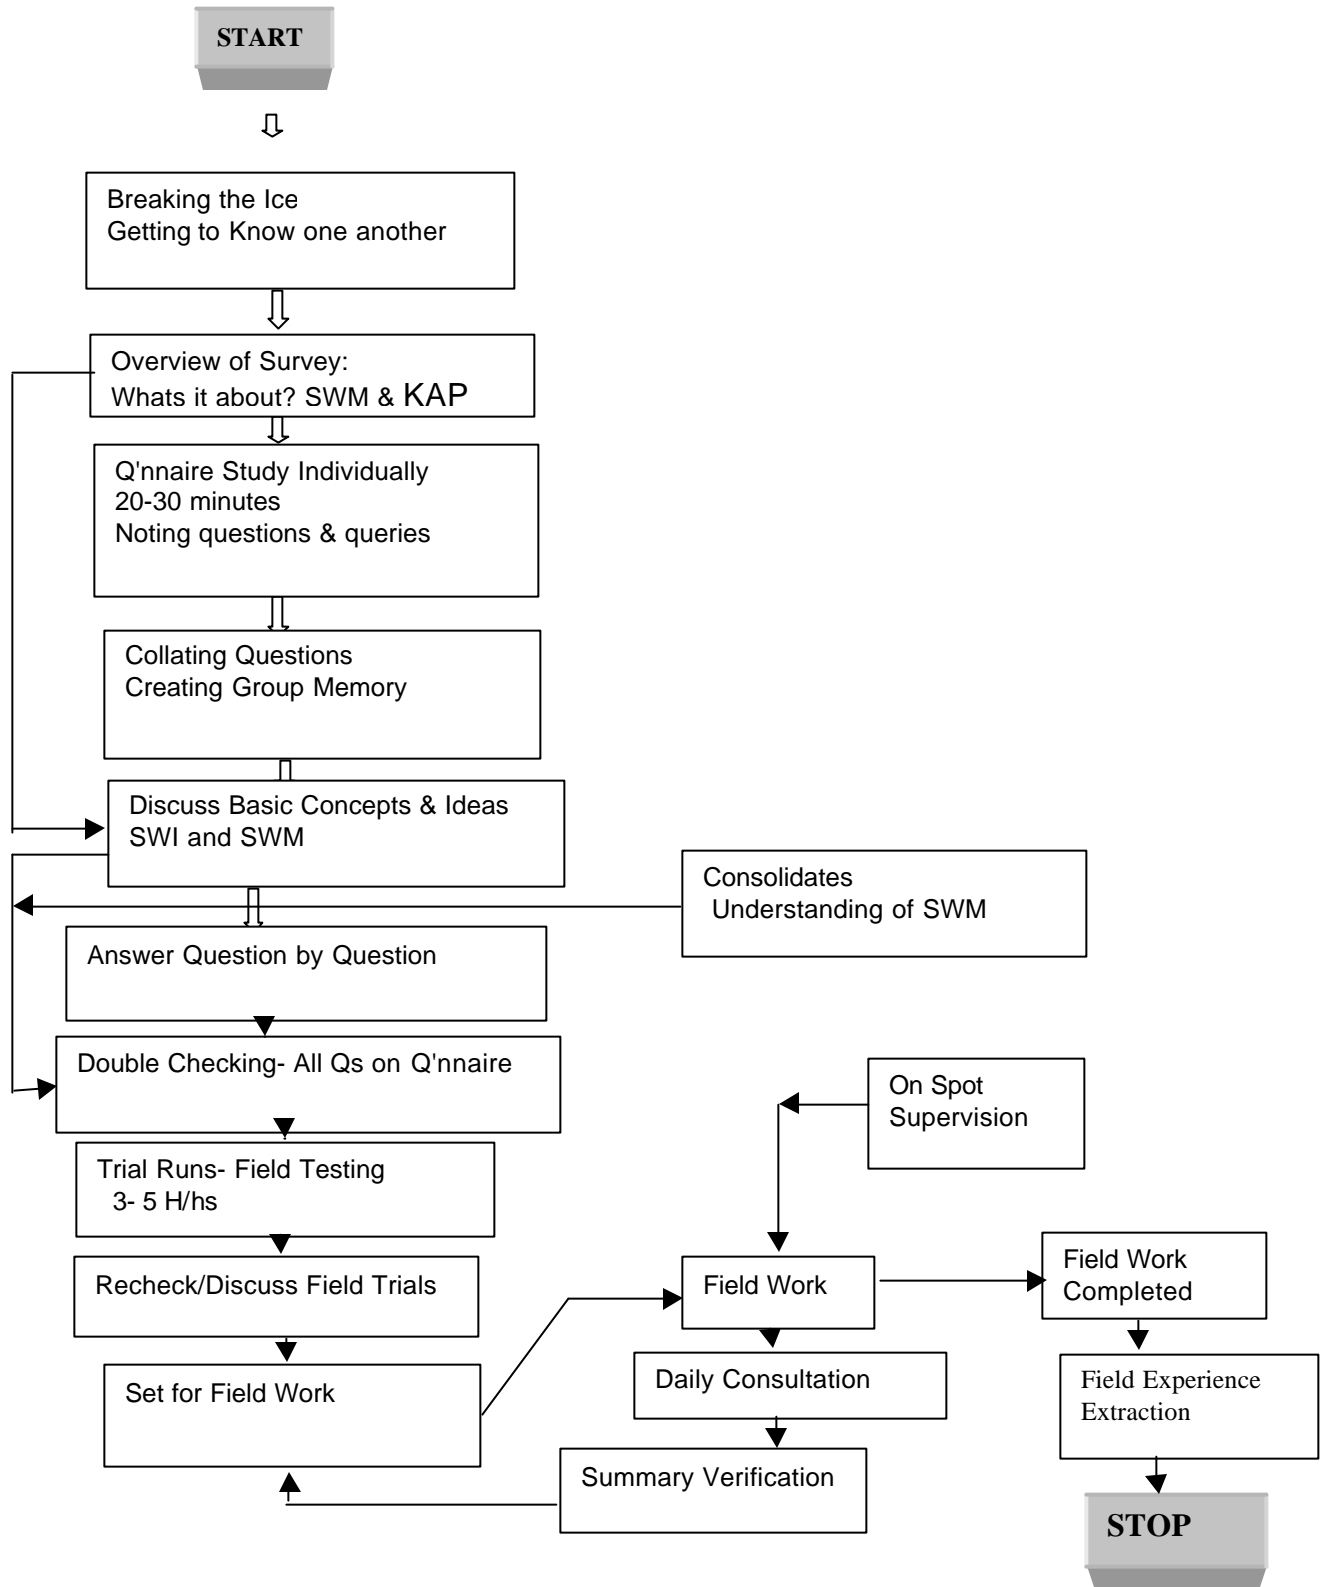 START
Breaking the Ice
Getting to Know one another
Overview of Survey:
Whats it about? SWM & KAP
Q'nnaire Study Individually
20-30 minutes
Noting questions & queries
Collating Questions
Creating Group Memory
Discuss Basic Concepts & Ideas
SWI and SWM
Consolidates
Understanding of SWM
Answer Question by Question
Double Checking- All Qs on Q'nnaire
On Spot
Supervision
Trial Runs- Field Testing
3- 5 H/hs
Recheck/Discuss Field Trials
Field Work
Field Work
Completed
Set for Field Work
Daily Consultation
Field Experience
Extraction
Summary Verification
STOP